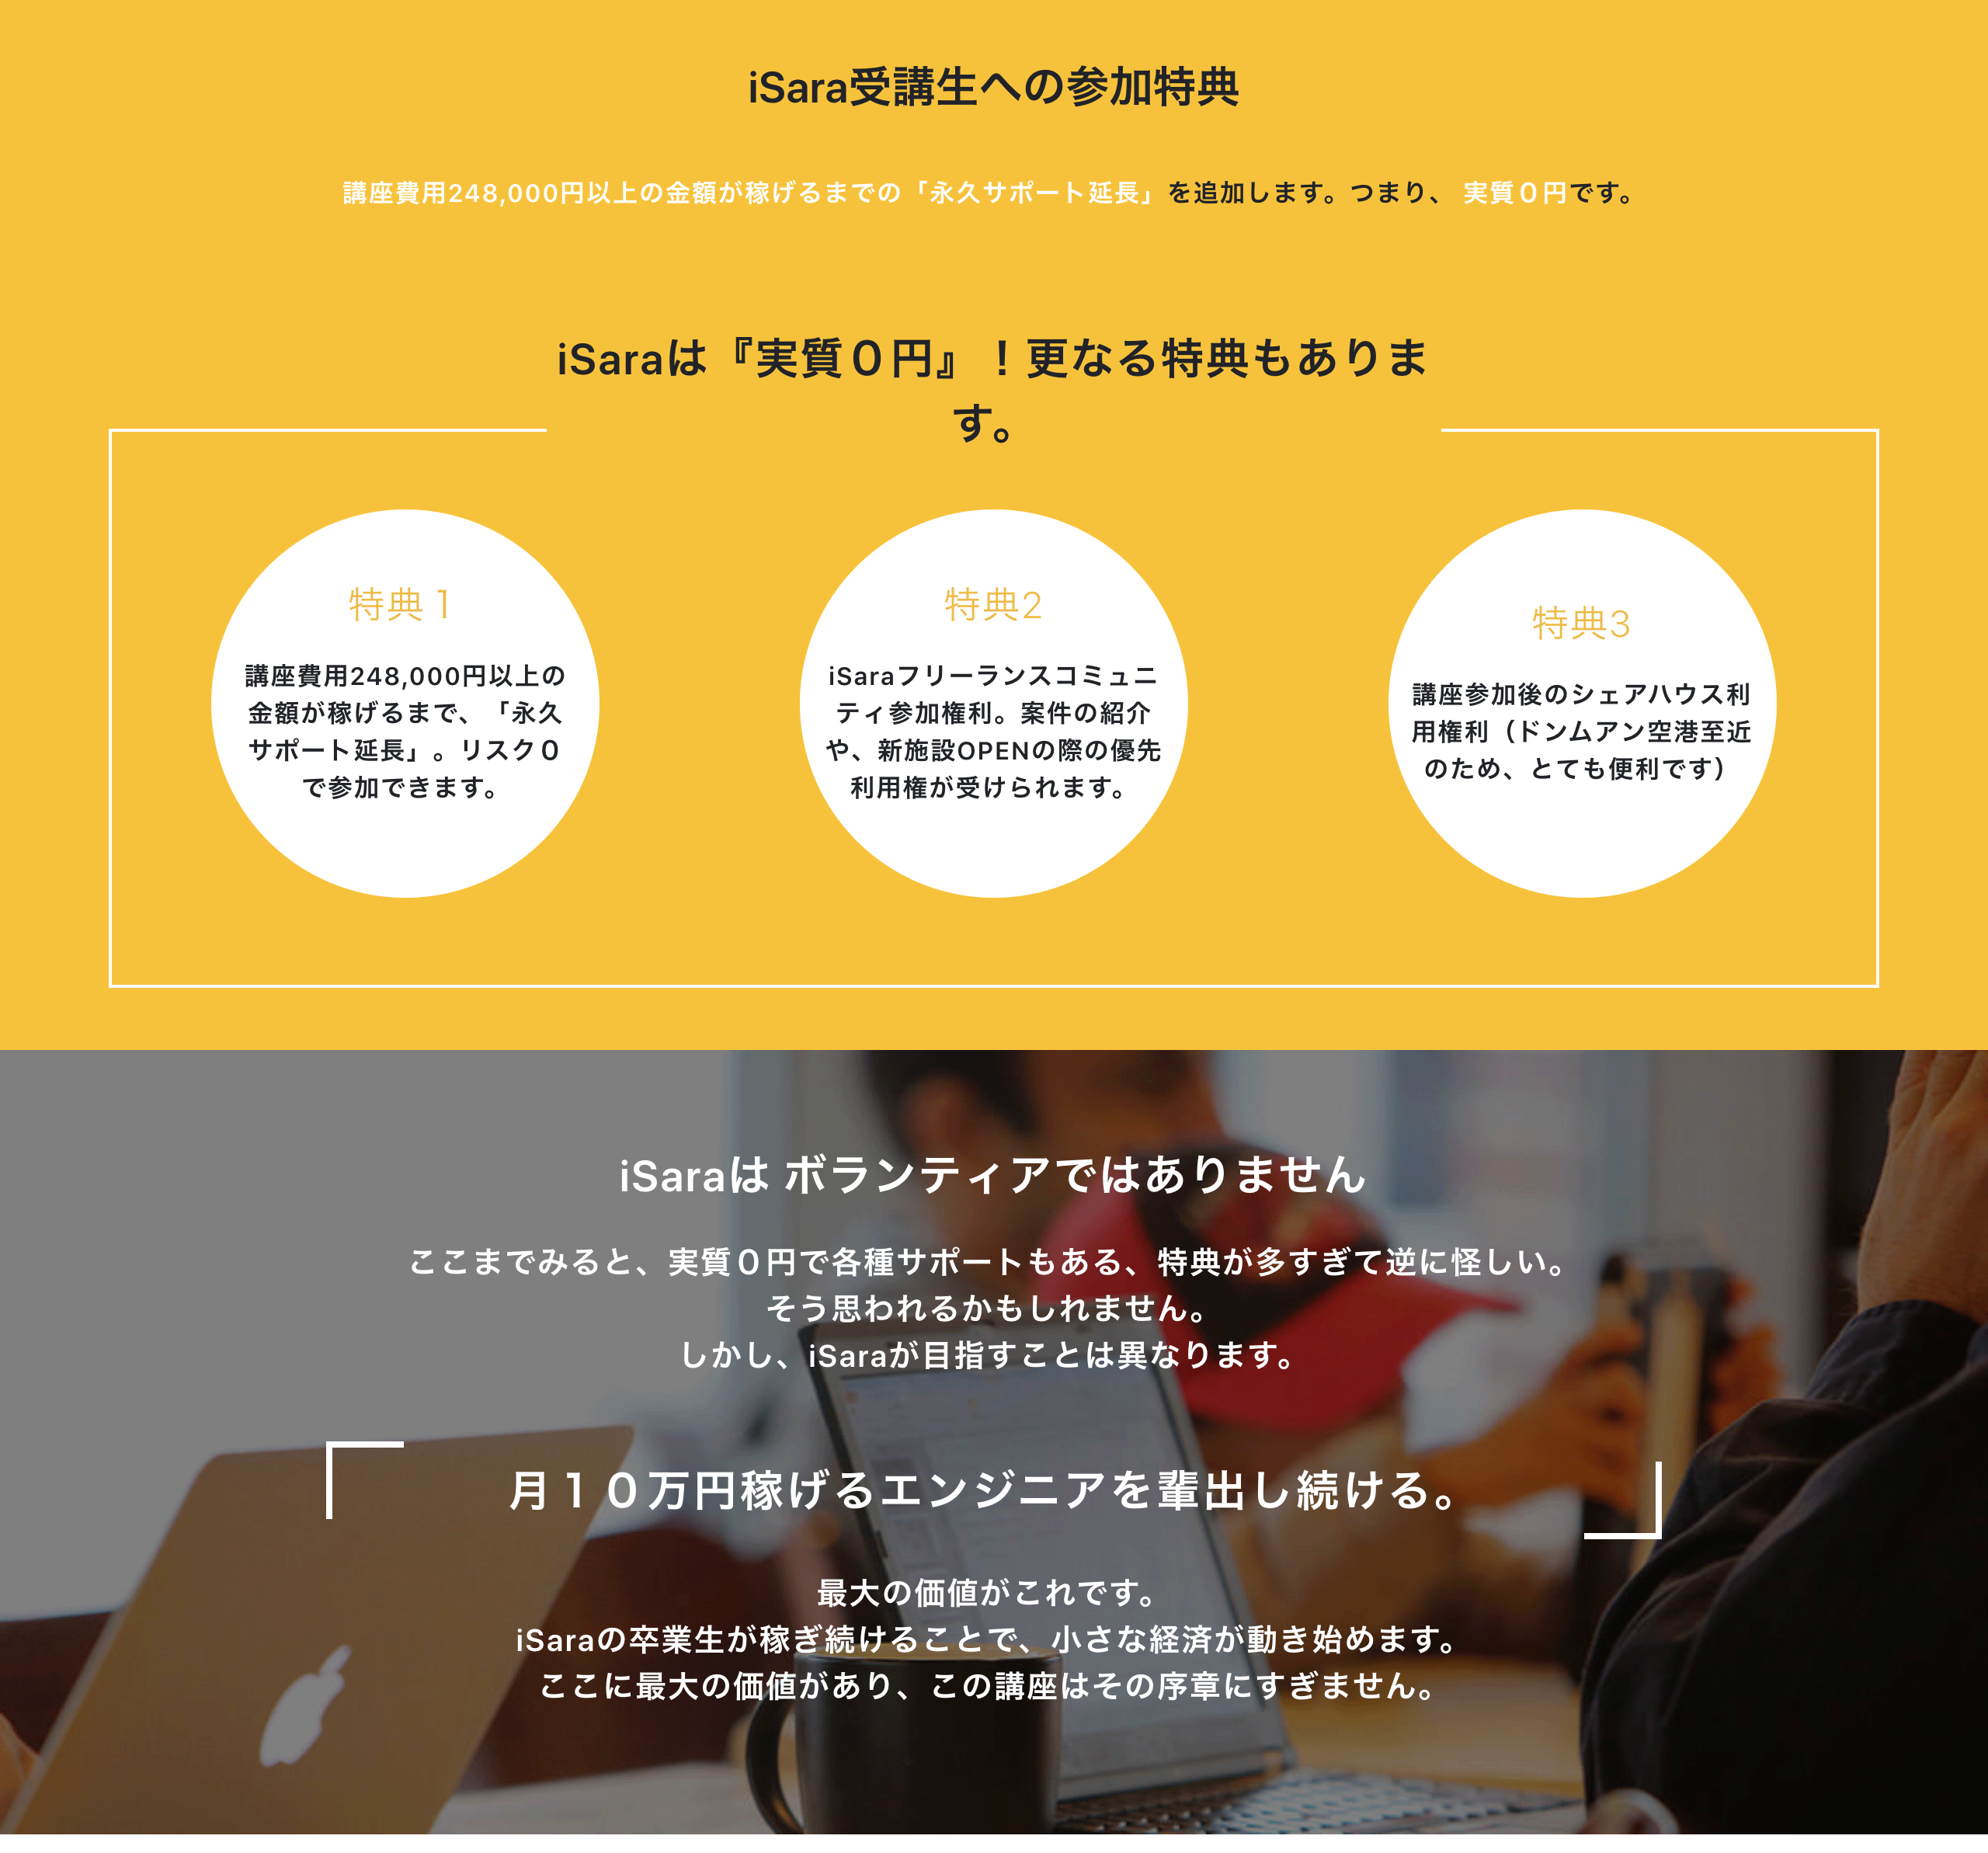 iSara受講生への参加特典
講座費用248,000円以上の金額が稼げるまでの「永久サポート延長」を追加します。つまり、 実質０円です。
iSaraは『実質０円』！更なる特典もありま
す。
特典１
講座費用248,000円以上の
金額が稼げるまで、「永久
サポート延長」。リスク０
で参加できます。
特典2
iSaraフリーランスコミュニ
ティ参加権利。案件の紹介
や、新施設OPENの際の優先
利用権が受けられます。
特典3
講座参加後のシェアハウス利
用権利（ドンムアン空港至近
のため、とても便利です）
iSaraは ボランティアではありません
ここまでみると、実質０円で各種サポートもある、特典が多すぎて逆に怪しい。
そう思われるかもしれません。
しかし、iSaraが目指すことは異なります。
月１０万円稼げるエンジニアを輩出し続ける。
最大の価値がこれです。
iSaraの卒業生が稼ぎ続けることで、小さな経済が動き始めます。
ここに最大の価値があり、この講座はその序章にすぎません。